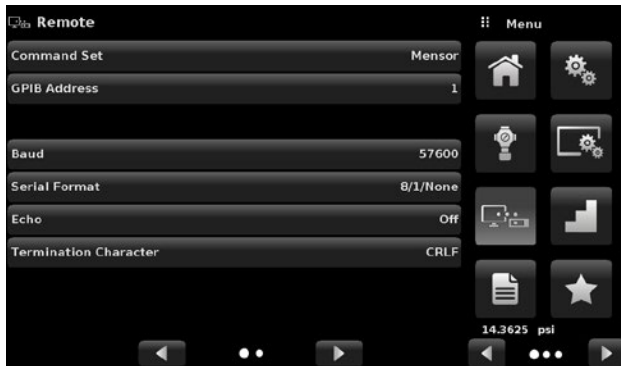 Remote
Menu
Command Set Mensor
GPIB Address 1
Baud 57600
Serial Format 8/1/None
Echo Off
Termination Character CRLF
14.3625 psi